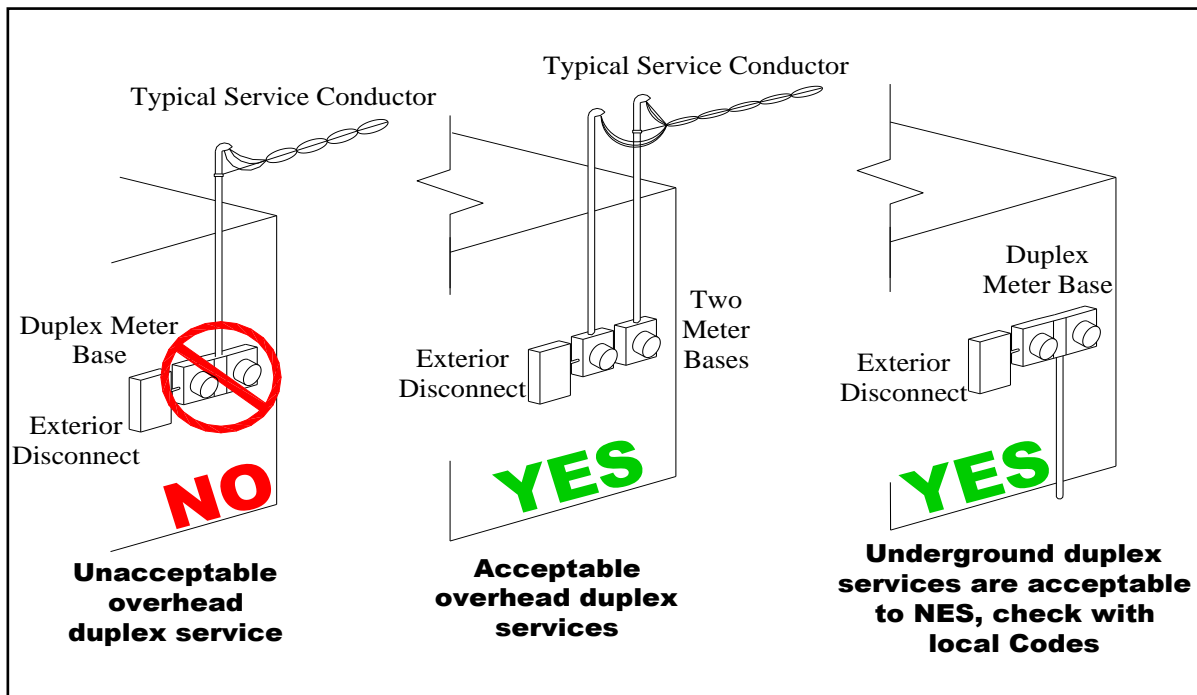 Typical Service Conductor
Duplex Meter
Base
Exterior
Disconnect
NO
Unacceptable
overhead
duplex service
Typical Service Conductor
Two
Meter
Bases
Exterior
Disconnect
YES
Acceptable
overhead duplex
services
Duplex
Meter Base
Exterior
Disconnect
YES
Underground duplex
services are acceptable
to NES, check with
local Codes